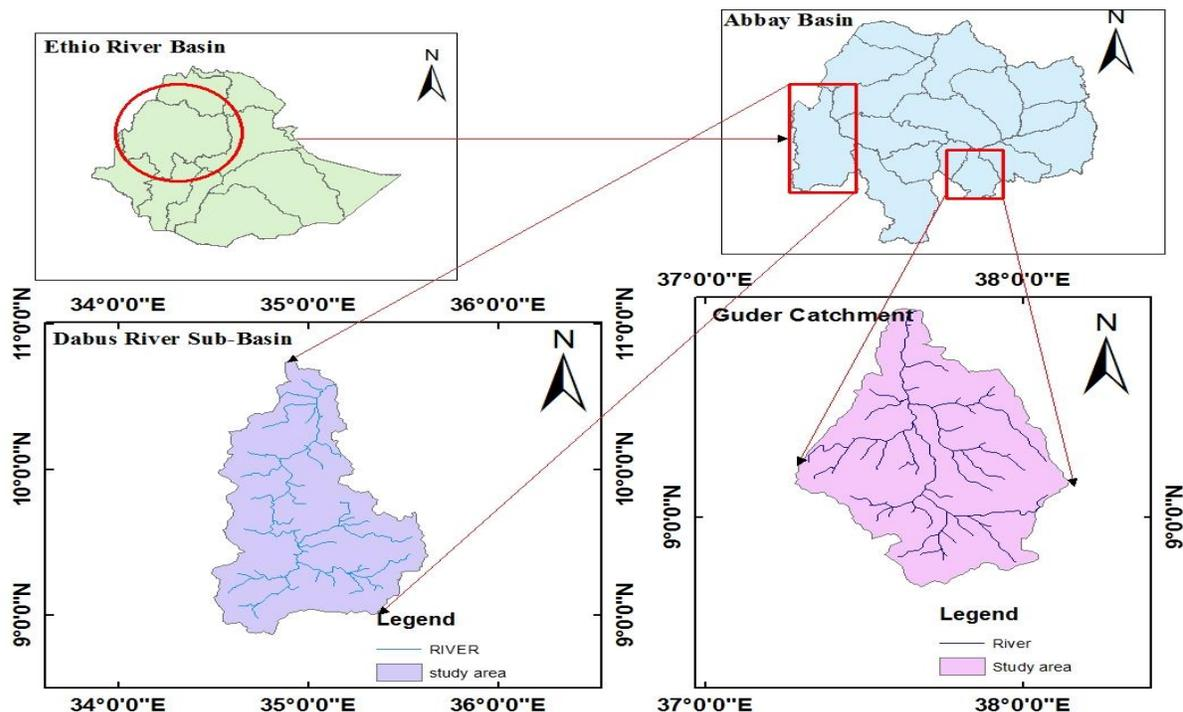 Ethio River Basin
N
Abbay Basin
N
34°0'0"E 35°0'0"E 36°0'0"E
37°0'0"E 38°0'0"E
11°0'0"N
10°0'0"N
9°0'0"N
Dabus River Sub-Basin
N
Legend
RIVER
study area
11°0'0"N
10°0'0"N
9°0'0"N
34°0'0"E 35°0'0"E 36°0'0"E
9°0'0"N
Guder Catchment
N
Legend
River
Study area
9°0'0"N
37°0'0"E 38°0'0"E